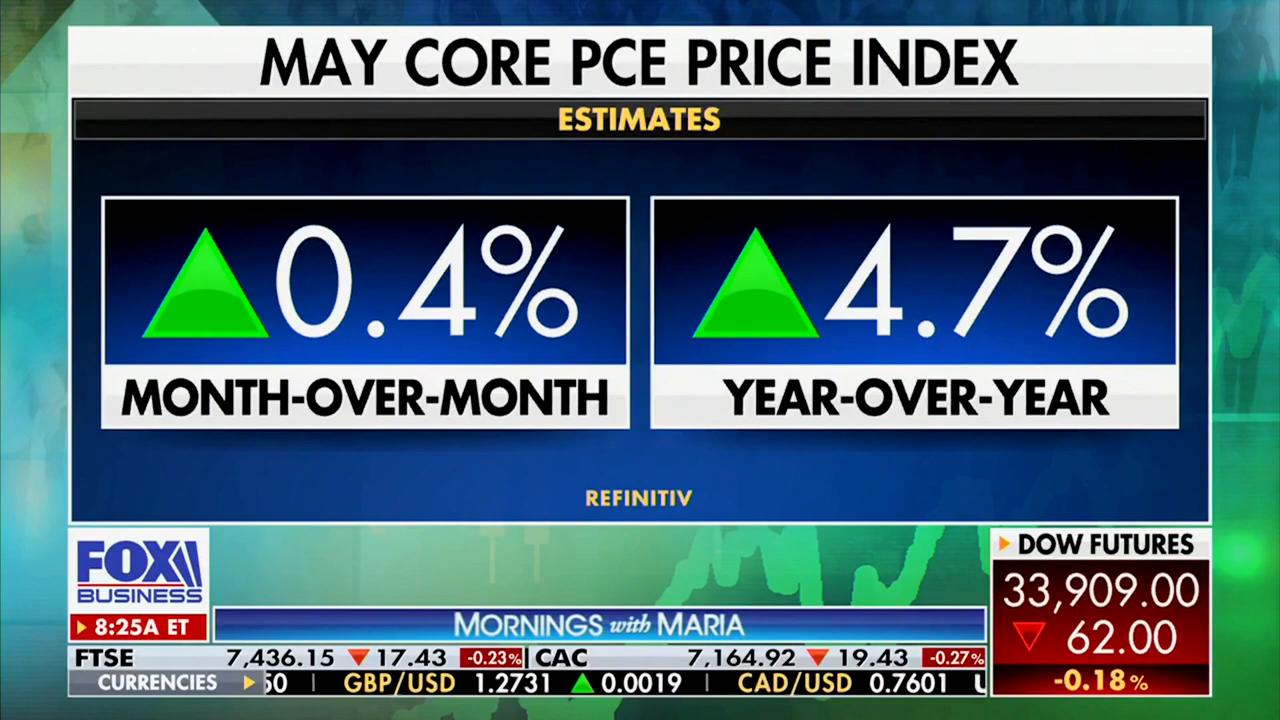 MAY CORE PCE PRICE INDEX
ESTIMATES
0.4%
MONTH-OVER-MONTH
4.7%
YEAR-OVER-YEAR
REFINITIV
FOX BUSINESS
8:25A ET
MORNINGS with MARIA
FTSE 7,436.15 17.43 -0.23% CAC 7,164.92 19.43 -0.27%
CURRENCIES 50 | GBP/USD 1.2731 0.0019 | CAD/USD 0.7601
DOW FUTURES
33,909.00
62.00
-0.18%